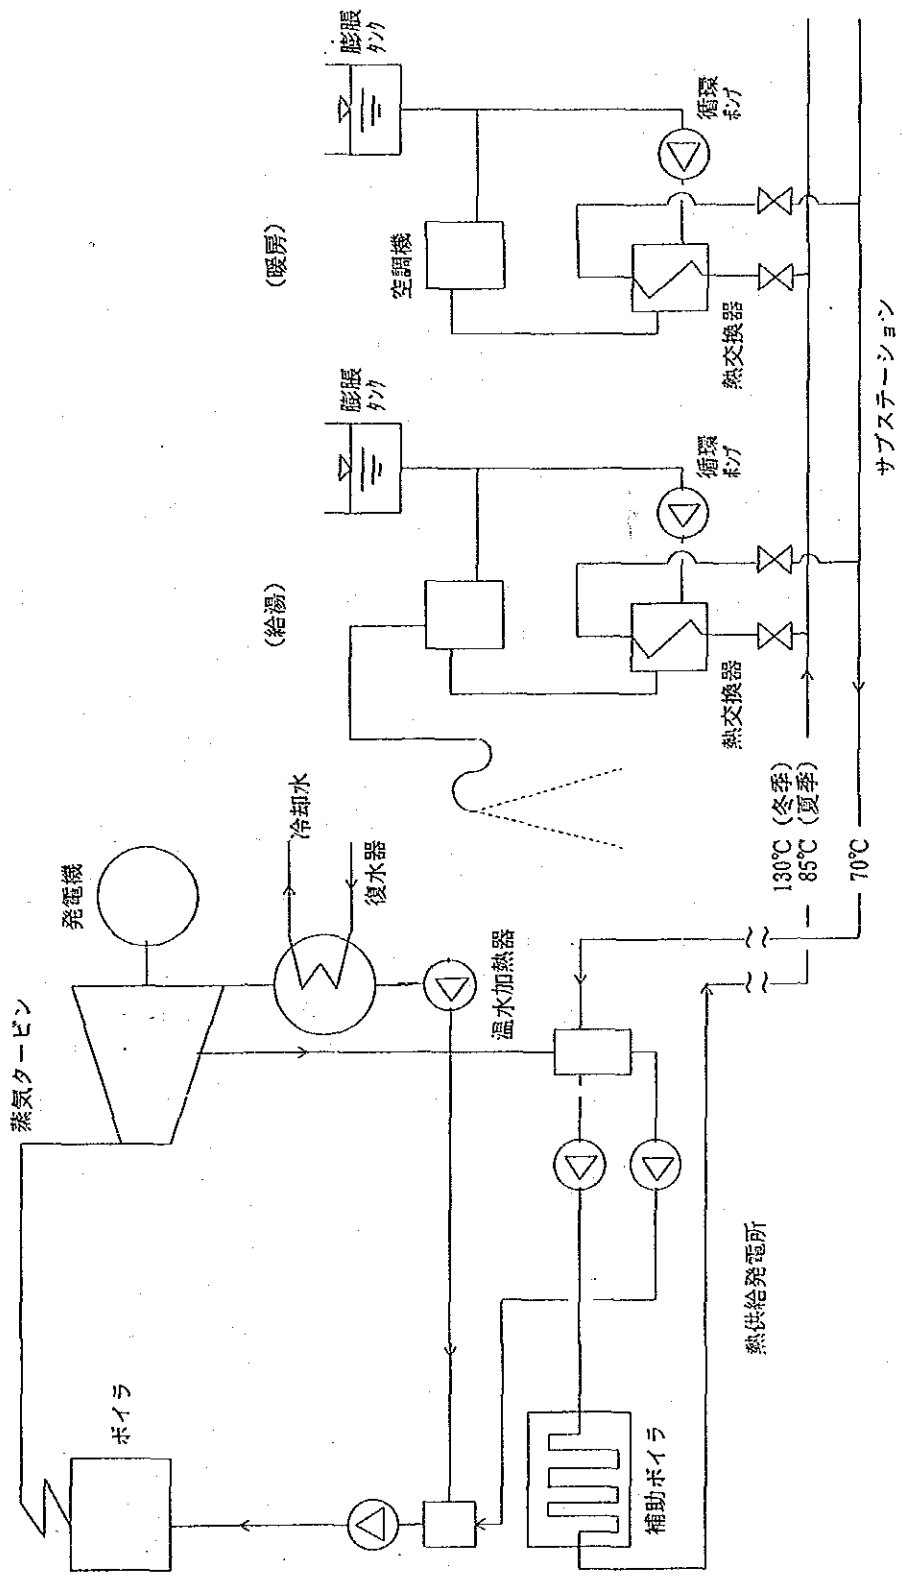 蒸気タービン
発電機
ボイラ
冷却水
復水器
温水加熱器
補助ボイラ
熱供給発電所
(給湯)
膨脹
タンク
循環
ポンプ
熱交換器
(暖房)
膨脹
タンク
空調機
循環
ポンプ
熱交換器
130℃(冬季)
85℃(夏季)
70℃
サブステーション